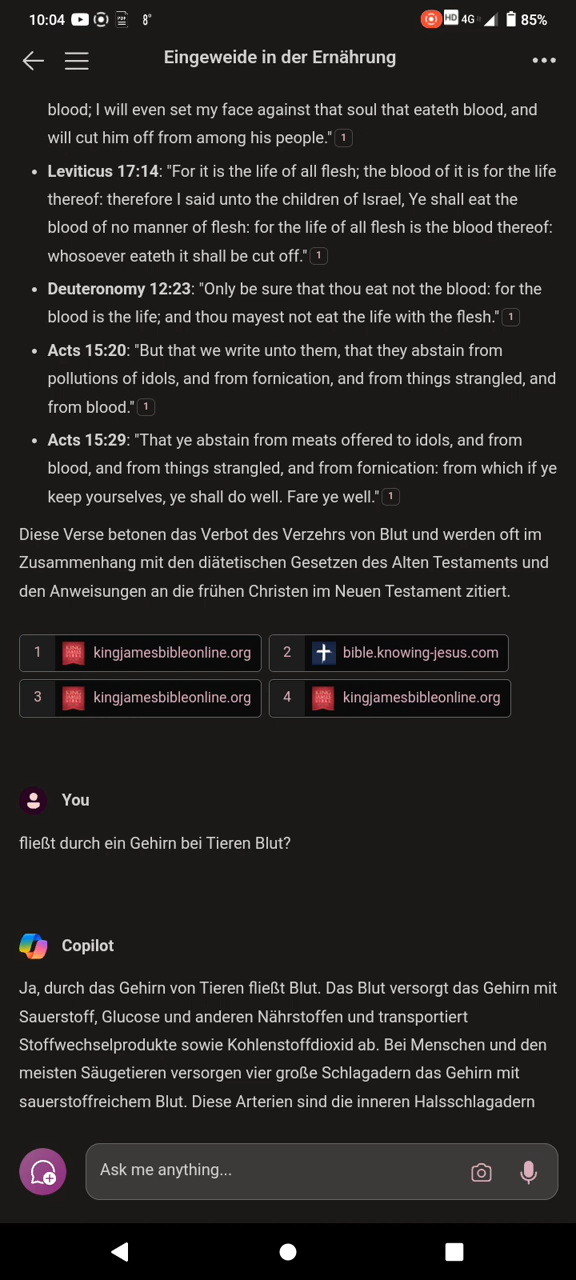 10:04 8° HD 4G 85%
Eingeweide in der Ernährung
blood; I will even set my face against that soul that eateth blood, and
will cut him off from among his people." 1
• Leviticus 17:14: "For it is the life of all flesh; the blood of it is for the life
thereof: therefore I said unto the children of Israel, Ye shall eat the
blood of no manner of flesh: for the life of all flesh is the blood thereof:
whosoever eateth it shall be cut off." 1
• Deuteronomy 12:23: "Only be sure that thou eat not the blood: for the
blood is the life; and thou mayest not eat the life with the flesh." 1
• Acts 15:20: "But that we write unto them, that they abstain from
pollutions of idols, and from fornication, and from things strangled, and
from blood." 1
• Acts 15:29: "That ye abstain from meats offered to idols, and from
blood, and from things strangled, and from fornication: from which if ye
keep yourselves, ye shall do well. Fare ye well." 1
Diese Verse betonen das Verbot des Verzehrs von Blut und werden oft im
Zusammenhang mit den diätetischen Gesetzen des Alten Testaments und
den Anweisungen an die frühen Christen im Neuen Testament zitiert.
1 kingjamesbibleonline.org 2 bible.knowing-jesus.com
3 kingjamesbibleonline.org 4 kingjamesbibleonline.org
You
fließt durch ein Gehirn bei Tieren Blut?
Copilot
Ja, durch das Gehirn von Tieren fließt Blut. Das Blut versorgt das Gehirn mit
Sauerstoff, Glucose und anderen Nährstoffen und transportiert
Stoffwechselprodukte sowie Kohlenstoffdioxid ab. Bei Menschen und den
meisten Säugetieren versorgen vier große Schlagadern das Gehirn mit
sauerstoffreichem Blut. Diese Arterien sind die inneren Halsschlagadern
Ask me anything...